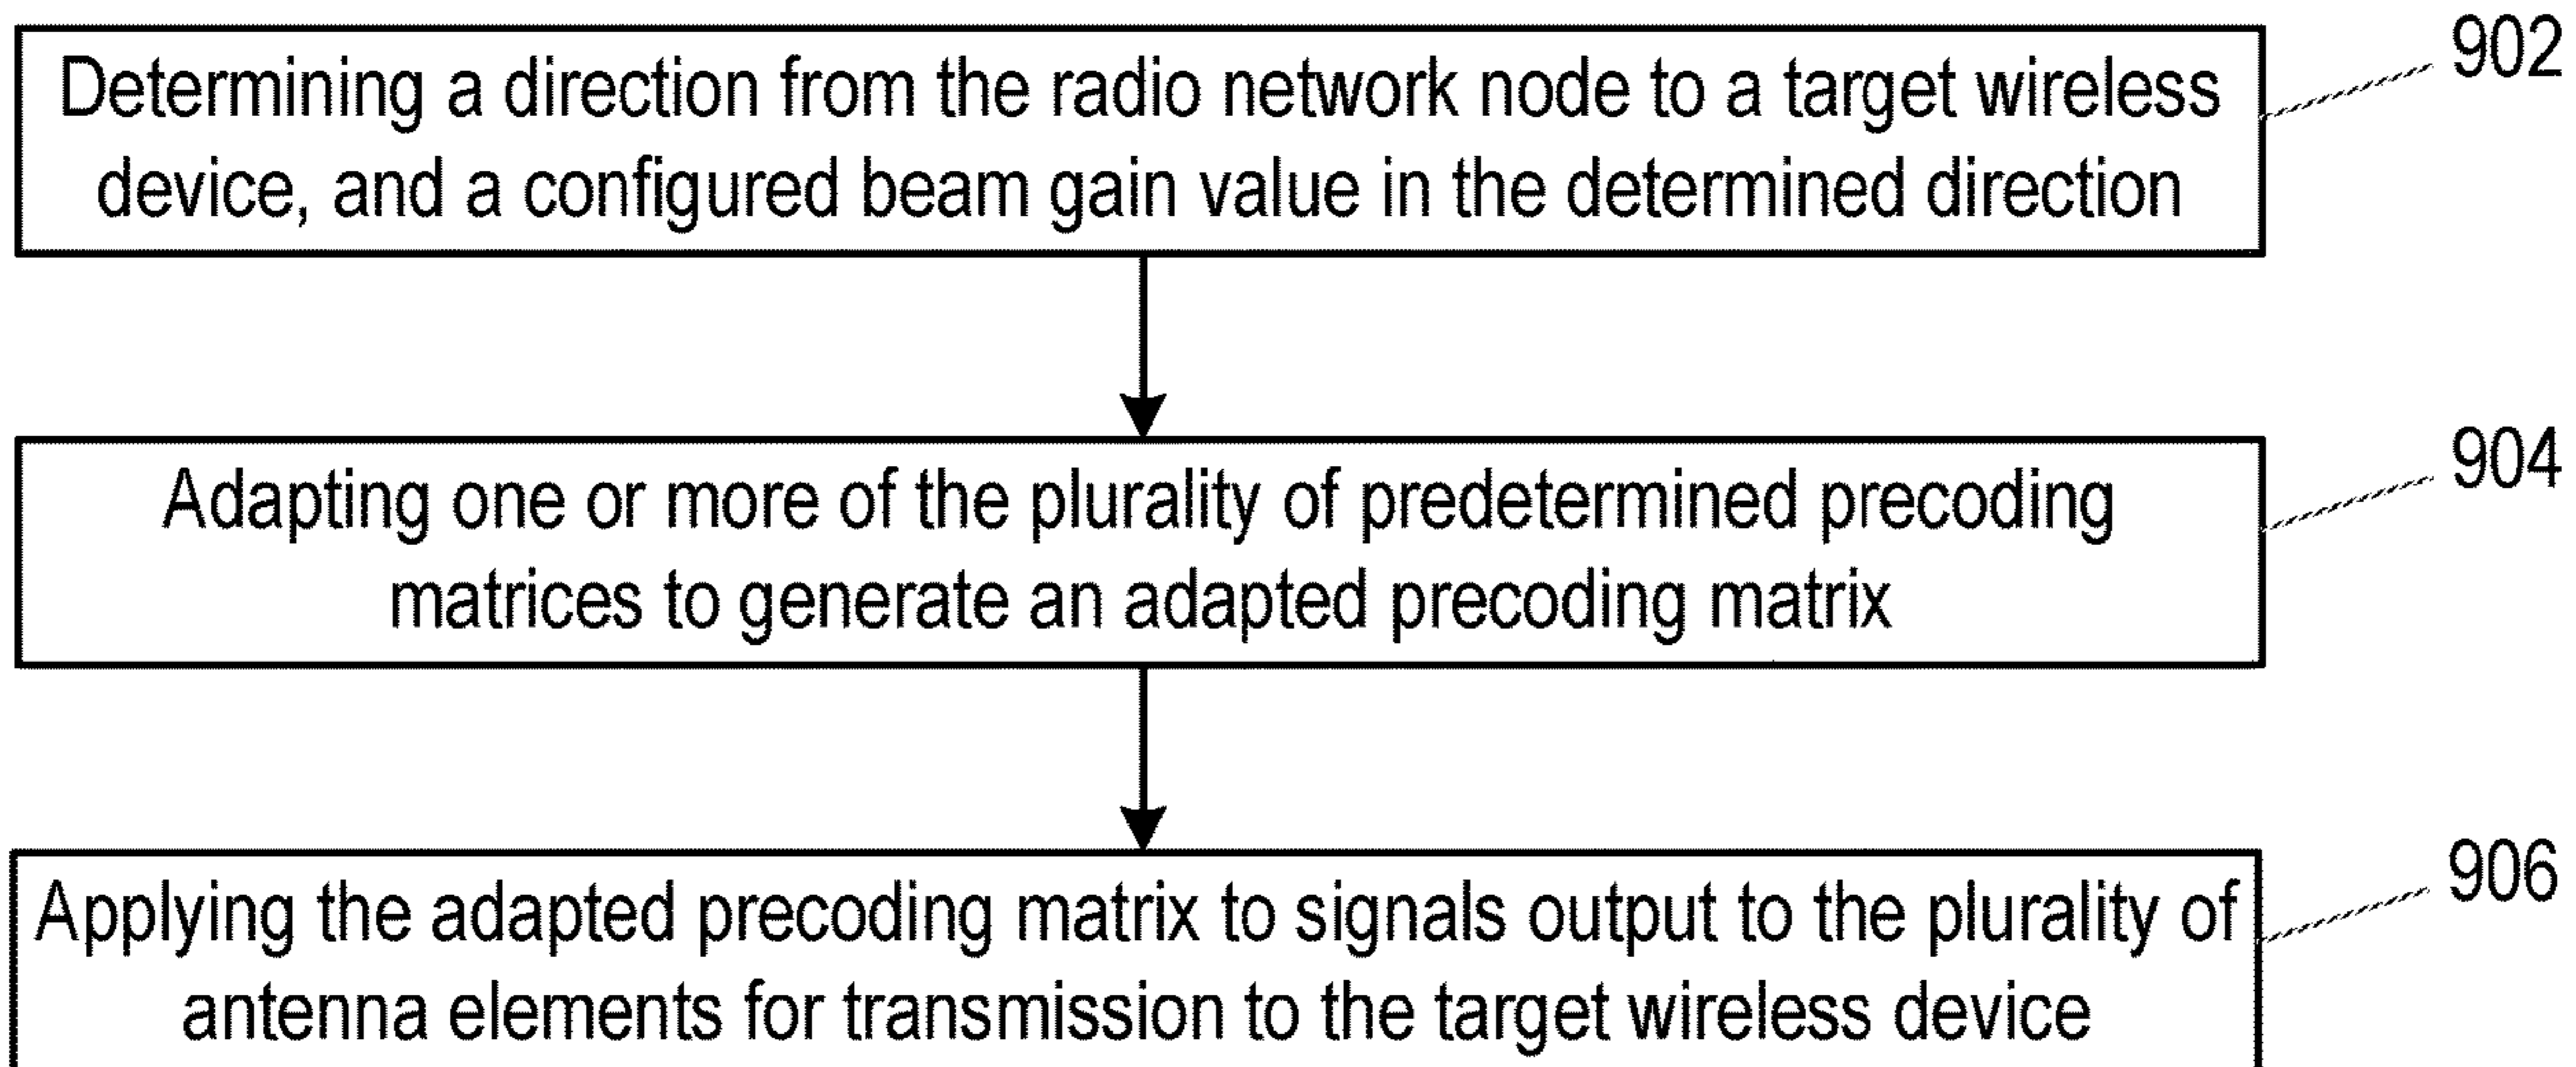 Determining a direction from the radio network node to a target wireless
device, and a configured beam gain value in the determined direction
902
Adapting one or more of the plurality of predetermined precoding
matrices to generate an adapted precoding matrix
904
Applying the adapted precoding matrix to signals output to the plurality of
antenna elements for transmission to the target wireless device
906